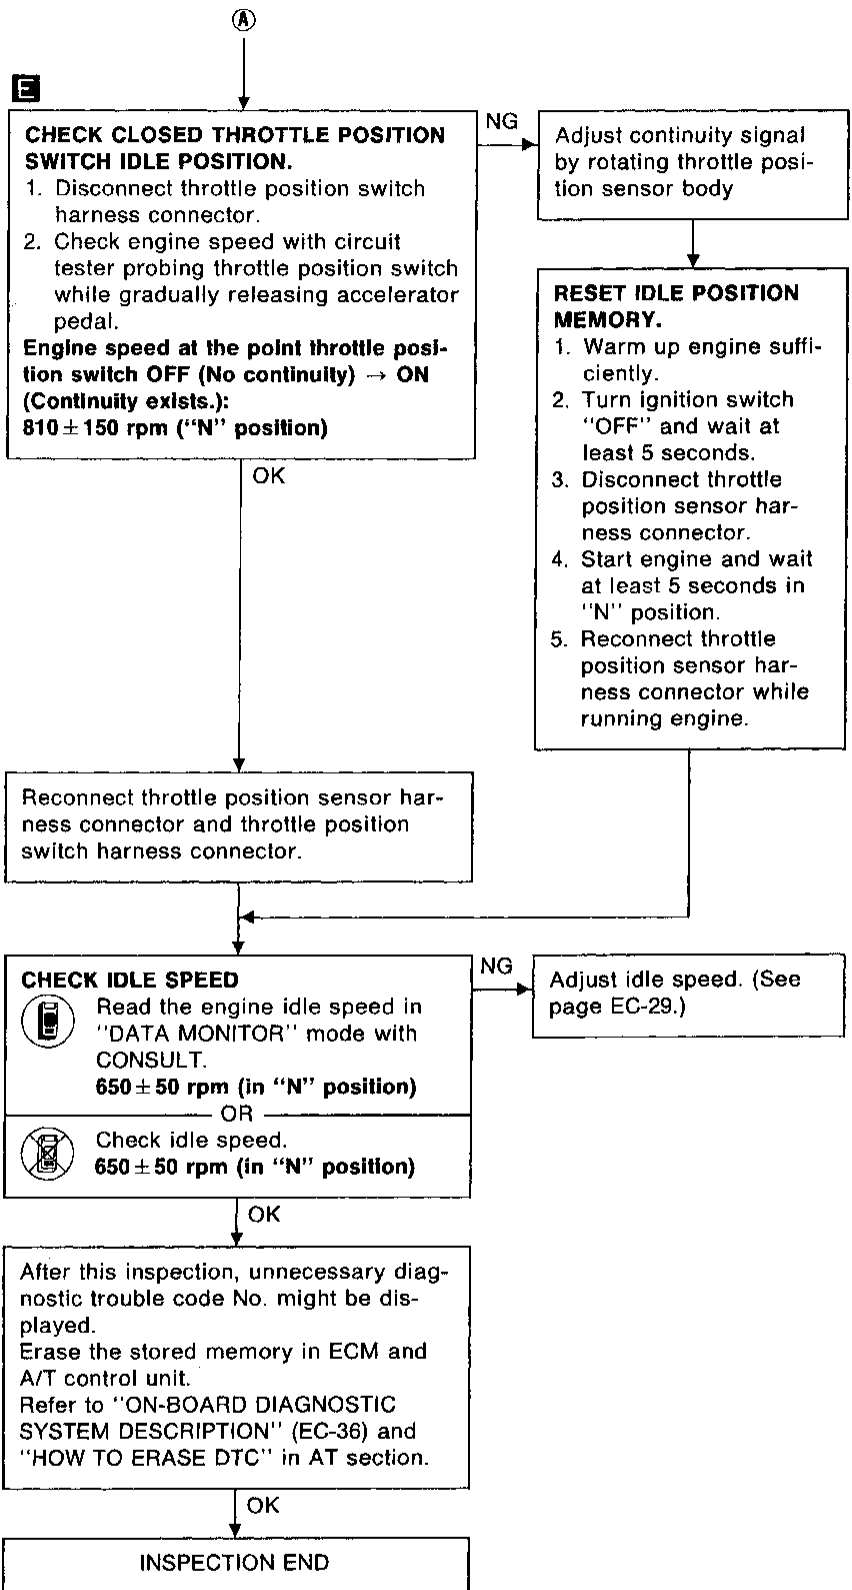 A
E
CHECK CLOSED THROTTLE POSITION
SWITCH IDLE POSITION.
1. Disconnect throttle position switch
harness connector.
2. Check engine speed with circuit
tester probing throttle position switch
while gradually releasing accelerator
pedal.
Engine speed at the point throttle posi-
tion switch OFF (No continuity) → ON
(Continuity exists.):
810±150 rpm ("N" position)
NG
Adjust continuity signal
by rotating throttle posi-
tion sensor body
RESET IDLE POSITION
MEMORY.
1. Warm up engine suffi-
ciently.
2. Turn ignition switch
"OFF" and wait at
least 5 seconds.
3. Disconnect throttle
position sensor har-
ness connector.
4. Start engine and wait
at least 5 seconds in
"N" position.
5. Reconnect throttle
position sensor har-
ness connector while
running engine.
OK
Reconnect throttle position sensor har-
ness connector and throttle position
switch harness connector.
CHECK IDLE SPEED
Read the engine idle speed in
"DATA MONITOR" mode with
CONSULT.
650±50 rpm (in "N" position)
OR
Check idle speed.
650±50 rpm (in "N" position)
NG
Adjust idle speed. (See
page EC-29.)
OK
After this inspection, unnecessary diag-
nostic trouble code No. might be dis-
played.
Erase the stored memory in ECM and
A/T control unit.
Refer to "ON-BOARD DIAGNOSTIC
SYSTEM DESCRIPTION" (EC-36) and
"HOW TO ERASE DTC" in AT section.
OK
INSPECTION END